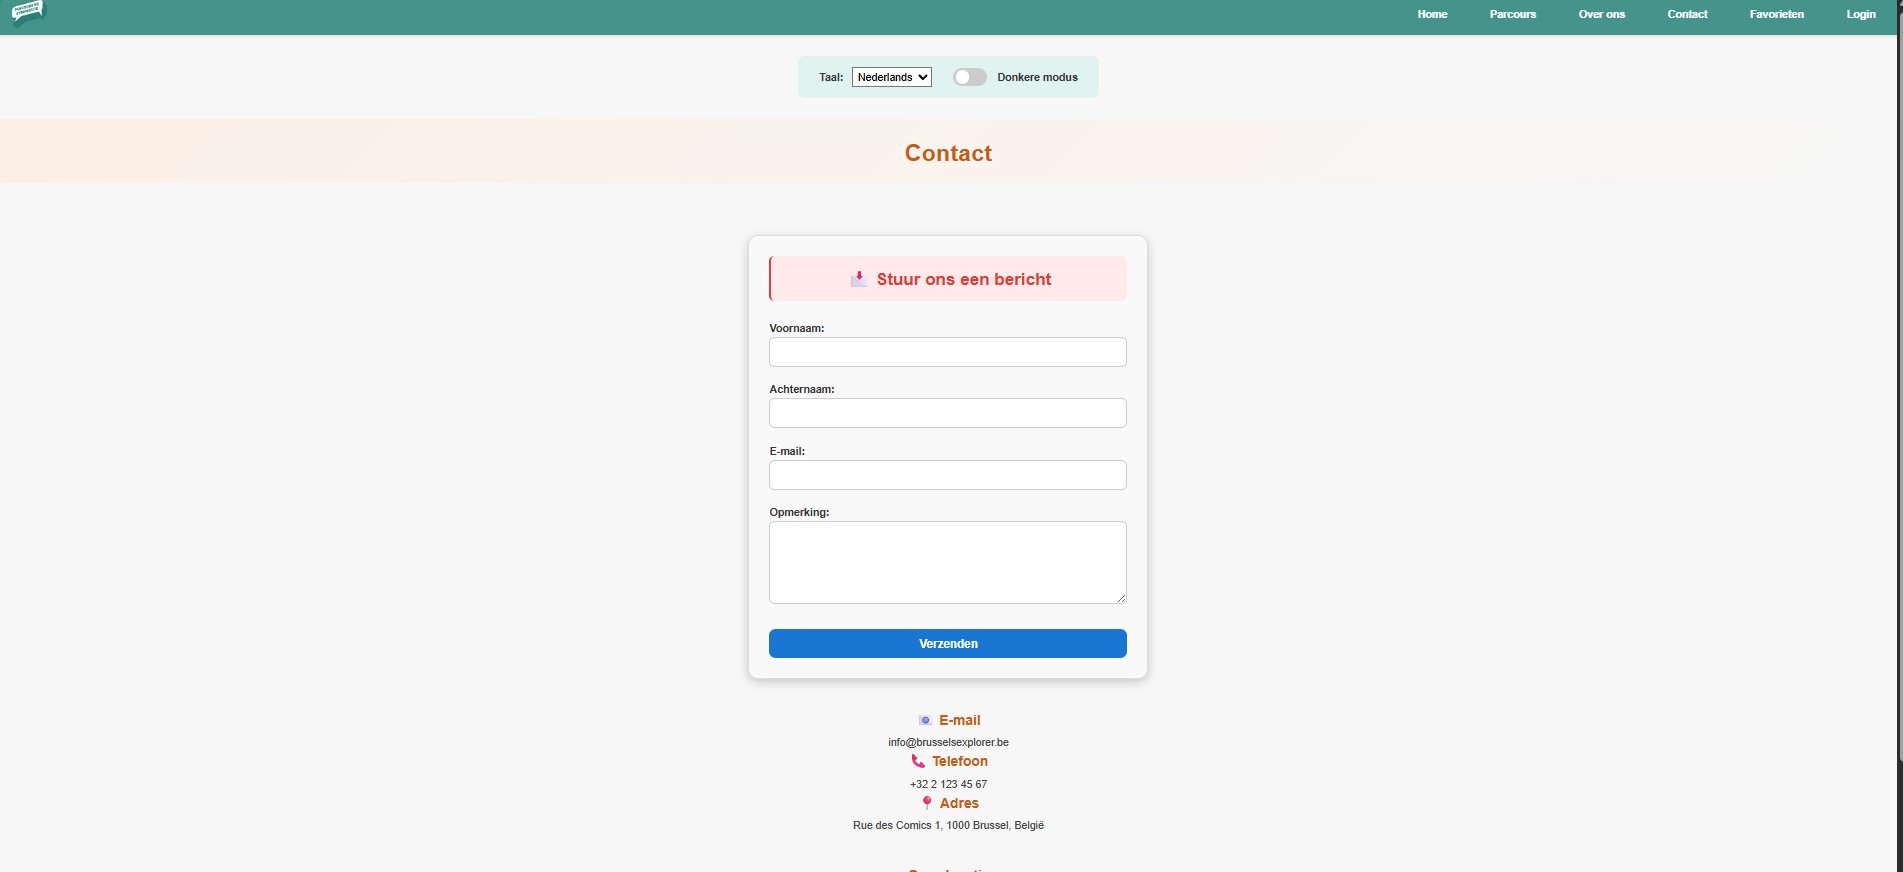 Home Parcours Over ons Contact Favorieten Login
Taal: Nederlands Donkere modus
Contact
Stuur ons een bericht
Voornaam:
Achternaam:
E-mail:
Opmerking:
Verzenden
E-mail
info@brusselsexplorer.be
Telefoon
+32 2 123 45 67
Adres
Rue des Comics 1, 1000 Brussel, België